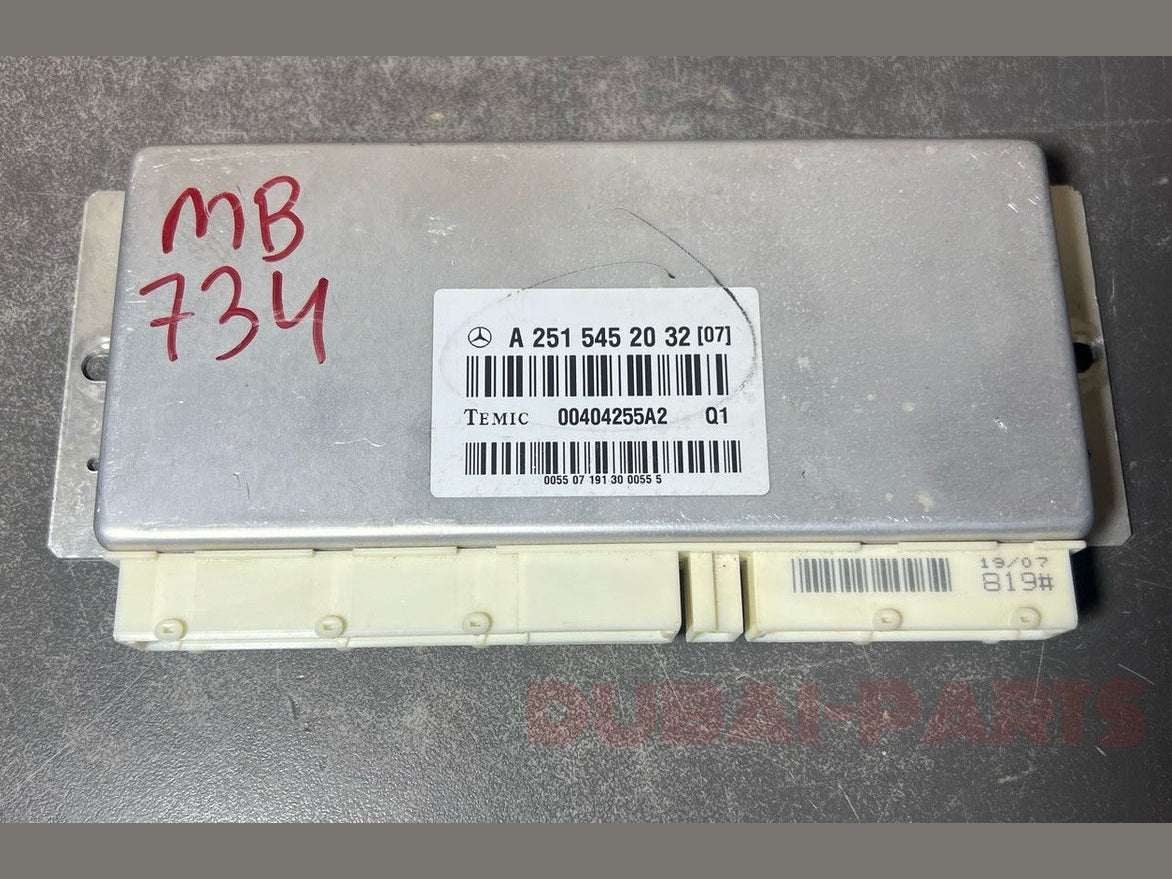 MB
734
A 251 545 20 32 [07]
TEMIC 00404255A2 Q1
0055 07 191 30 0055 5
19/07
819#
DUBAI-PARTS